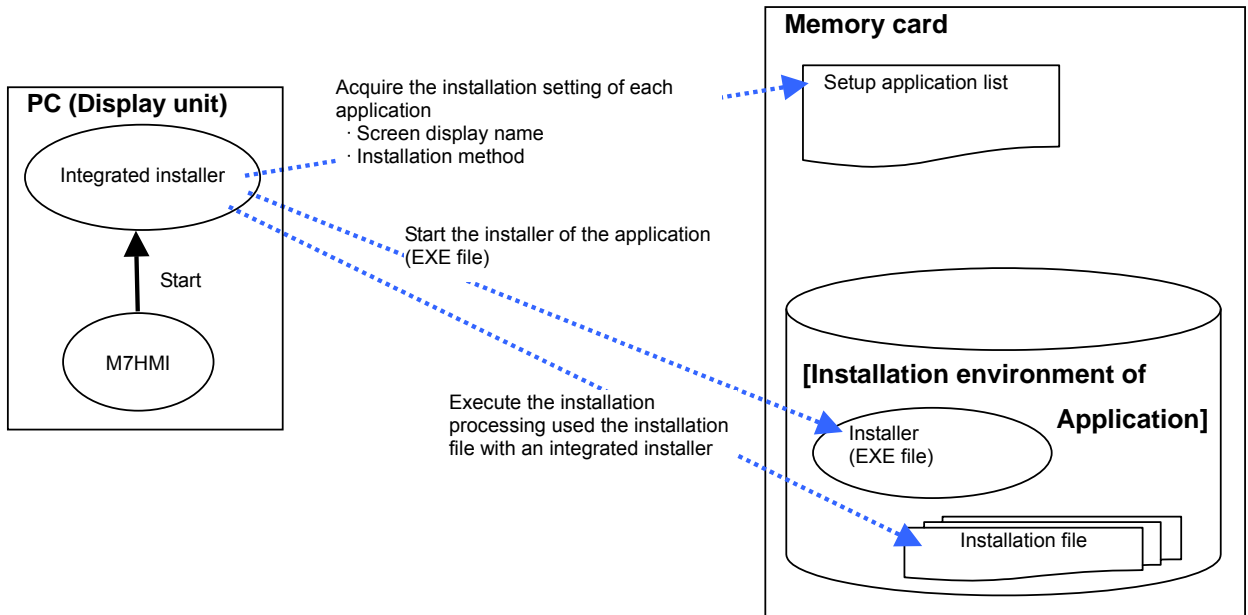 PC (Display unit)
Integrated installer
Start
M7HMI
Acquire the installation setting of each
application
· Screen display name
· Installation method
Start the installer of the application
(EXE file)
Execute the installation
processing used the installation
file with an integrated installer
Memory card
Setup application list
[Installation environment of
Application]
Installer
(EXE file)
Installation file